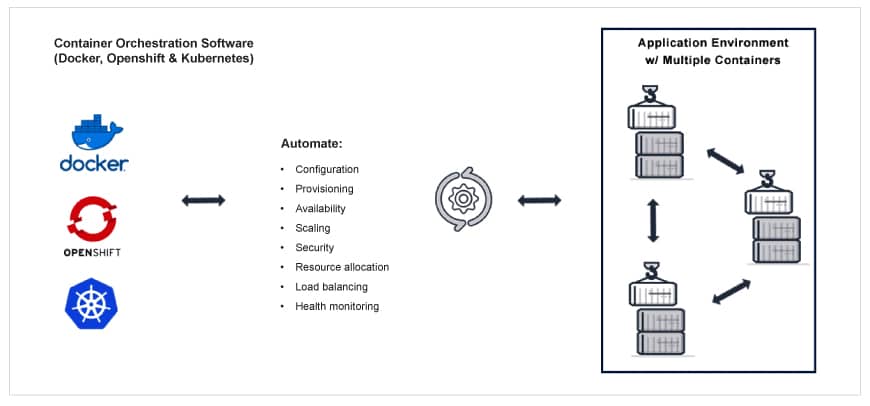 Container Orchestration Software
(Docker, Openshift & Kubernetes)
docker
OPENSHIFT
Automate:
• Configuration
• Provisioning
• Availability
• Scaling
• Security
• Resource allocation
• Load balancing
• Health monitoring
Application Environment
w/ Multiple Containers